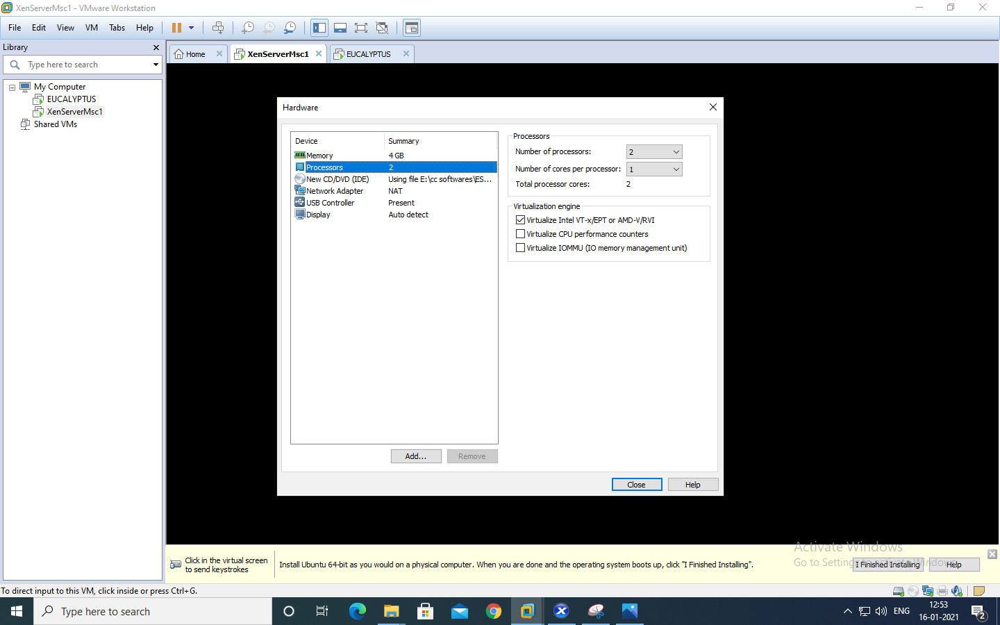 XenServerMsc1 - VMware Workstation
File Edit View VM Tabs Help
Library
Type here to search
My Computer
EUCALYPTUS
XenServerMsc1
Shared VMs
Home XenServerMsc1 EUCALYPTUS
Hardware
Device Summary
Memory 4 GB
Processors 2
New CD/DVD (IDE) Using file E:\cc softwares\ES...
Network Adapter NAT
USB Controller Present
Display Auto detect
Add... Remove
Processors
Number of processors: 2
Number of cores per processor: 1
Total processor cores: 2
Virtualization engine
Virtualize Intel VT-x/EPT or AMD-V/RVI
Virtualize CPU performance counters
Virtualize IOMMU (IO memory management unit)
Close Help
Click in the virtual screen
to send keystrokes
Install Ubuntu 64-bit as you would on a physical computer. When you are done and the operating system boots up, click "I Finished Installing".
Activate Windows
Go to Settings to activate Windows.
I Finished Installing Help
To direct input to this VM, click inside or press Ctrl+G.
Type here to search
ENG
12:53
16-01-2021
2